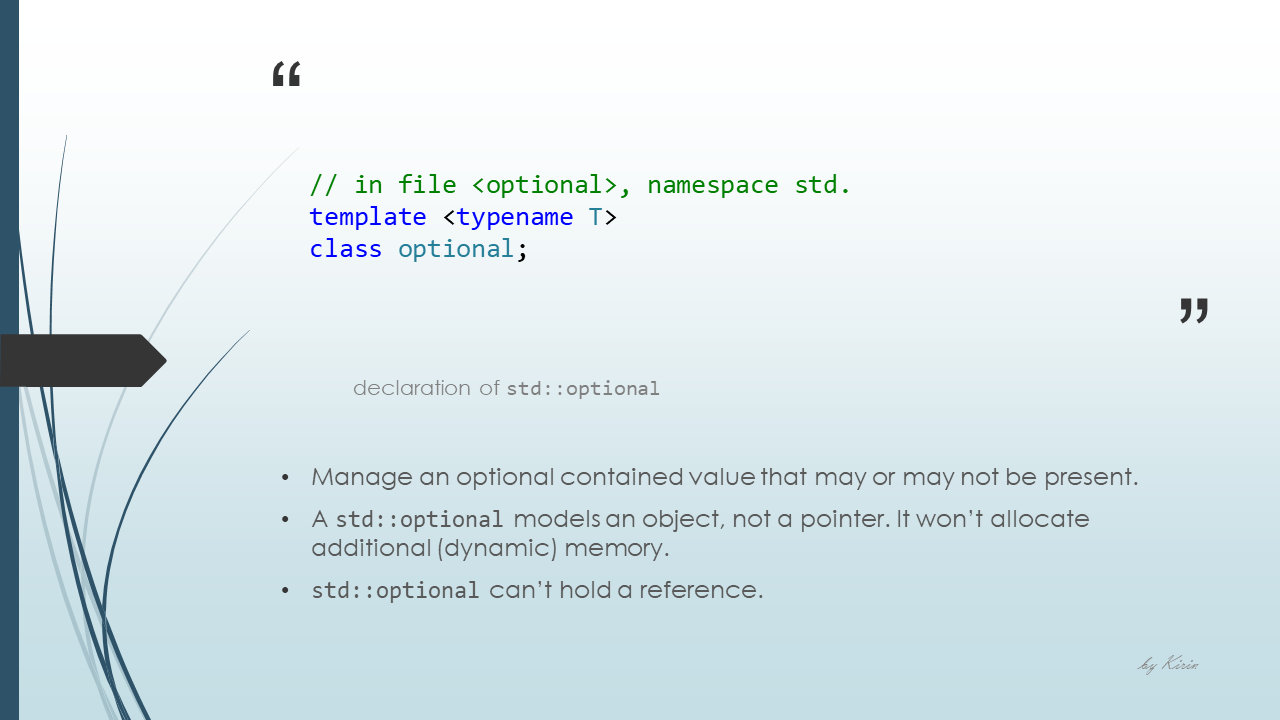 “
// in file <optional>, namespace std.
template <typename T>
class optional;
”
declaration of std::optional
• Manage an optional contained value that may or may not be present.
• A std::optional models an object, not a pointer. It won’t allocate
additional (dynamic) memory.
• std::optional can’t hold a reference.
by Kirin